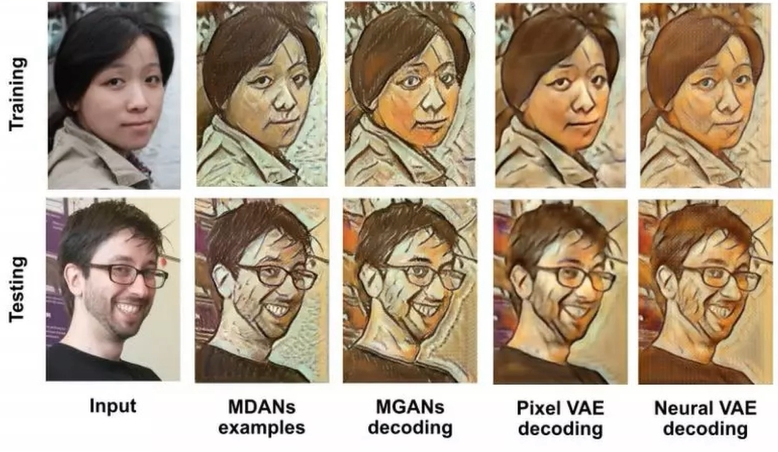 Training
Testing
Input
MDANs
examples
MGANs
decoding
Pixel VAE
decoding
Neural VAE
decoding